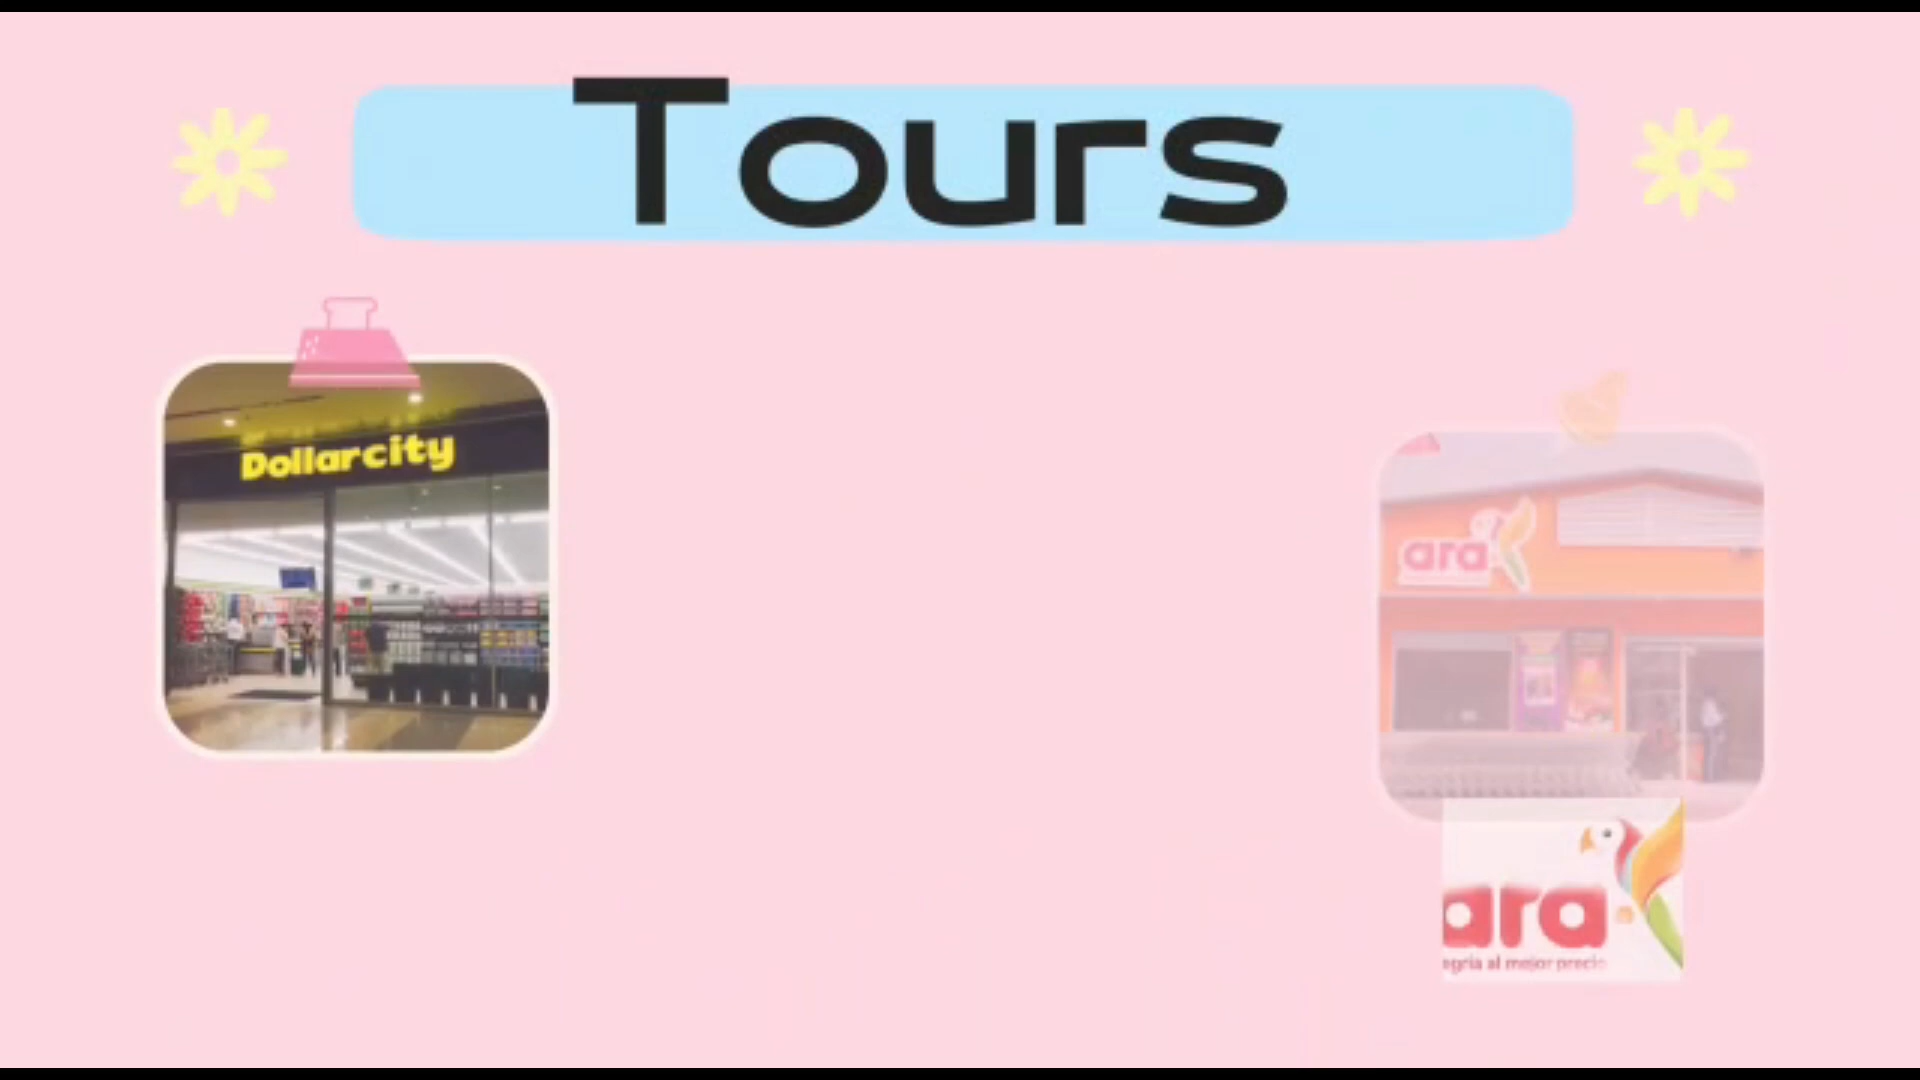 Tours
Dollarcity
ara
ara
egría al mejor precio